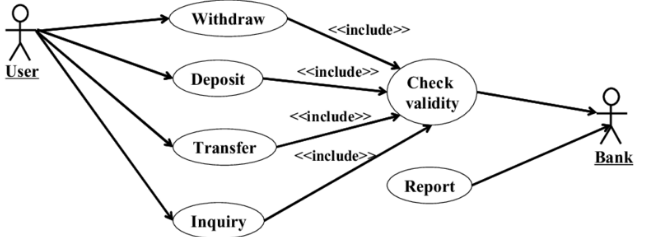 Withdraw
<<include>>
User
Deposit
<<include>>
Check
validity
<<include>>
Transfer
<<include>>
Bank
Report
Inquiry